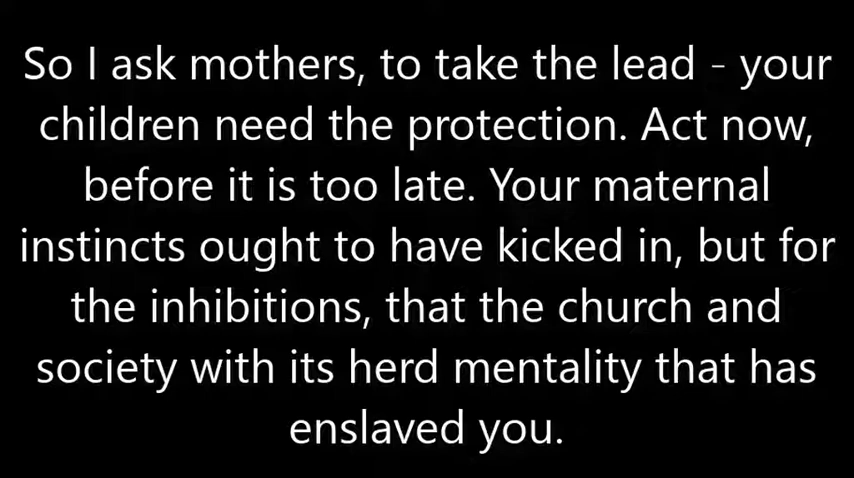 So I ask mothers, to take the lead - your
children need the protection. Act now,
before it is too late. Your maternal
instincts ought to have kicked in, but for
the inhibitions, that the church and
society with its herd mentality that has
enslaved you.